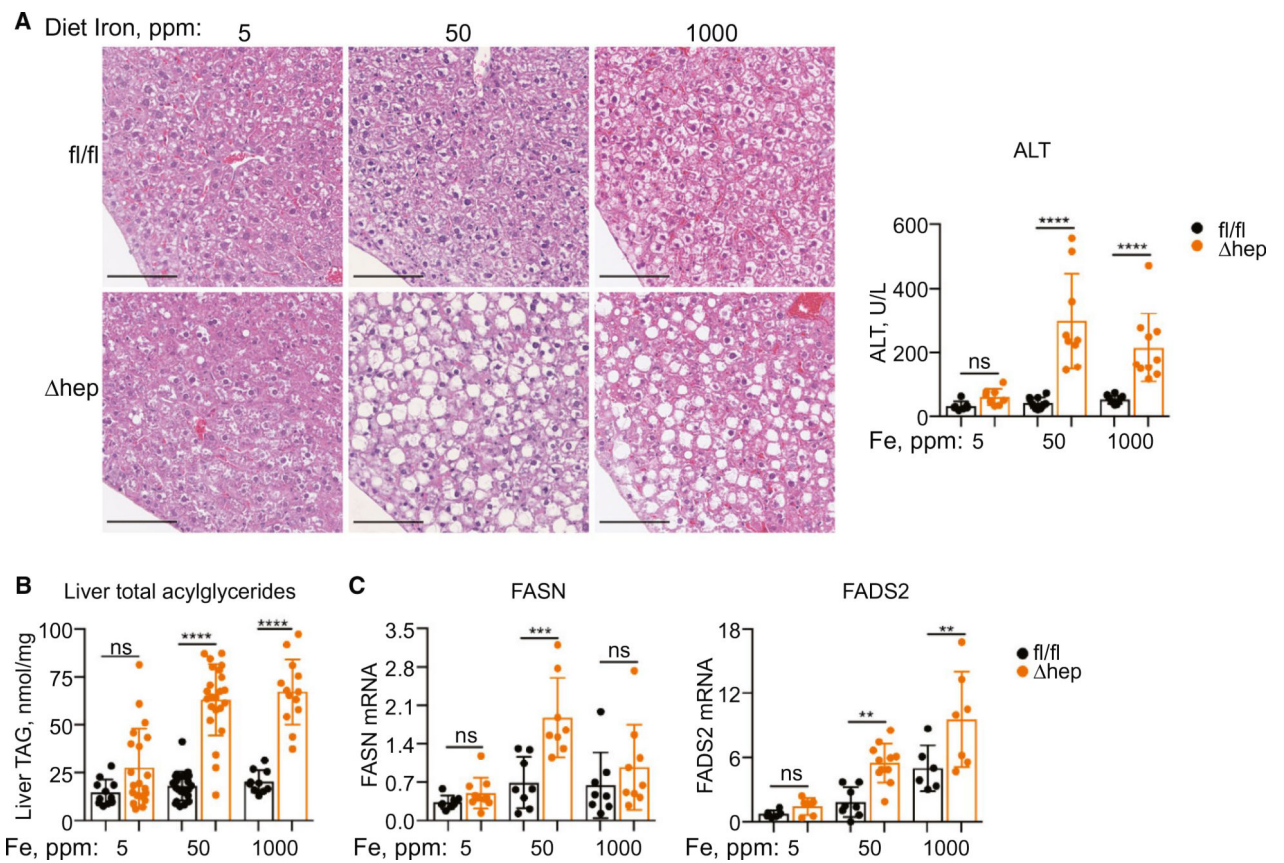 A Diet Iron, ppm: 5 50 1000
fl/fl
Δhep
ALT
600
400
200
0
ALT, U/L
ns
****
****
fl/fl
Δhep
Fe, ppm: 5 50 1000
B Liver total acylglycerides
100
75
50
25
0
Liver TAG, nmol/mg
ns
****
****
Fe, ppm: 5 50 1000
C FASN
3.5
2.8
2.1
1.4
0.7
0.0
FASN mRNA
ns
***
ns
Fe, ppm: 5 50 1000
FADS2
18
12
6
0
FADS2 mRNA
ns
**
**
5 50 1000
fl/fl
Δhep